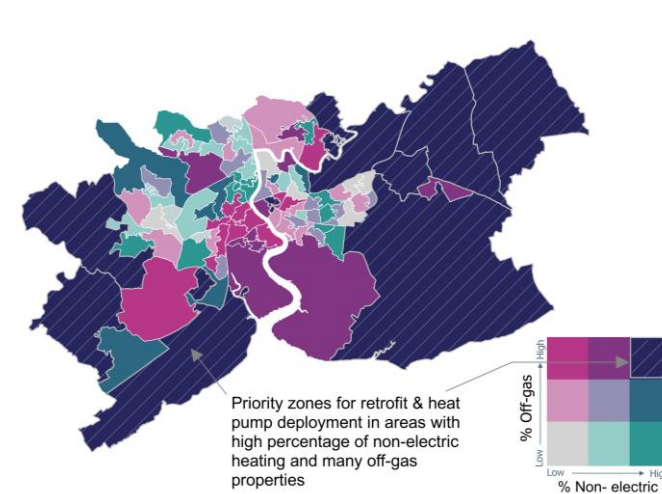 High
% Off-gas
Low
Priority zones for retrofit & heat
pump deployment in areas with
high percentage of non-electric
heating and many off-gas
properties
Low
High
% Non- electric